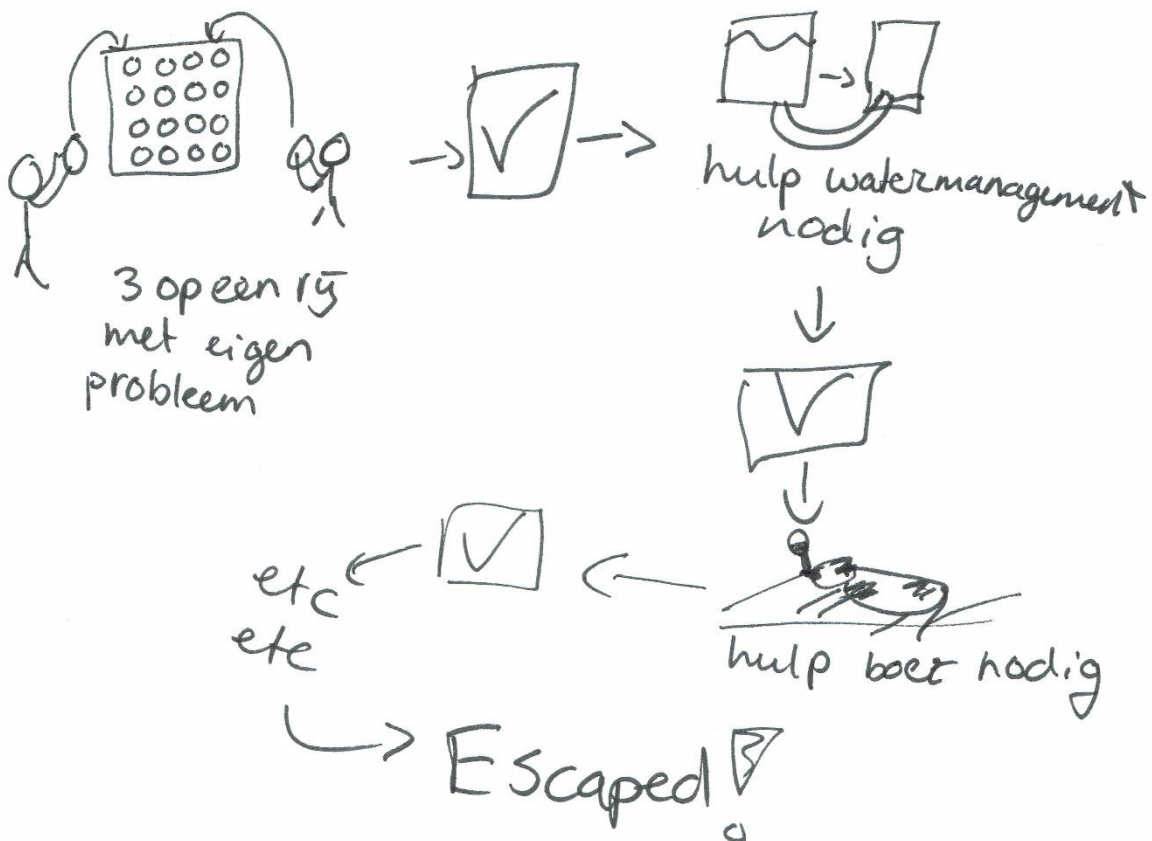 3 op een rij
met eigen
probleem
hulp watermanagement
nodig
hulp boer nodig
etc
etc
Escaped!